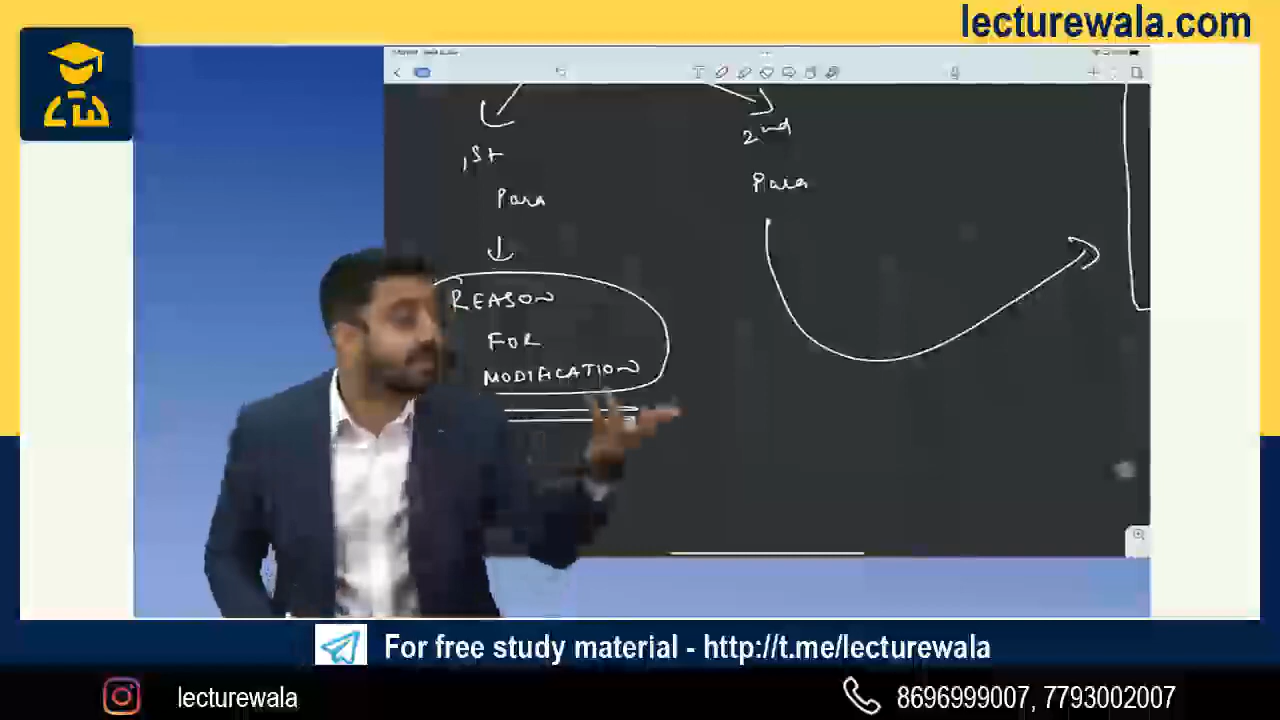 lecturewala.com
1st
Para
2nd
Para
REASON
FOR
MODIFICATION
For free study material - http://t.me/lecturewala
lecturewala
8696999007, 7793002007